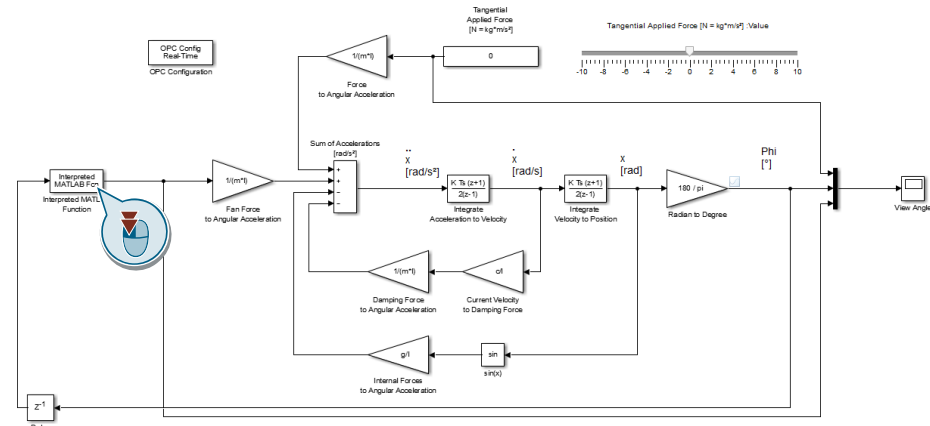 Tangential
Applied Force
[N = kg*m/s²]
0
Tangential Applied Force [N = kg*m/s²] :Value
-10 -8 -6 -4 -2 0 2 4 6 8 10
OPC Config
Real-Time
OPC Configuration
1/(m*l)
Force
to Angular Acceleration
Sum of Accelerations
[rad/s²]
+
+
−
−
Interpreted
MATLAB Fcn
Interpreted MATL
Function
1/(m*l)
Fan Force
to Angular Acceleration
..
x
[rad/s²]
K Ts (z+1)
2(z-1)
Integrate
Acceleration to Velocity
.
x
[rad/s]
K Ts (z+1)
2(z-1)
Integrate
Velocity to Position
x
[rad]
180 / pi
Radian to Degree
Phi
[°]
View Angle
1/(m*l)
Damping Force
to Angular Acceleration
c/l
Current Velocity
to Damping Force
g/l
Internal Forces
to Angular Acceleration
sin
sin(x)
z-1